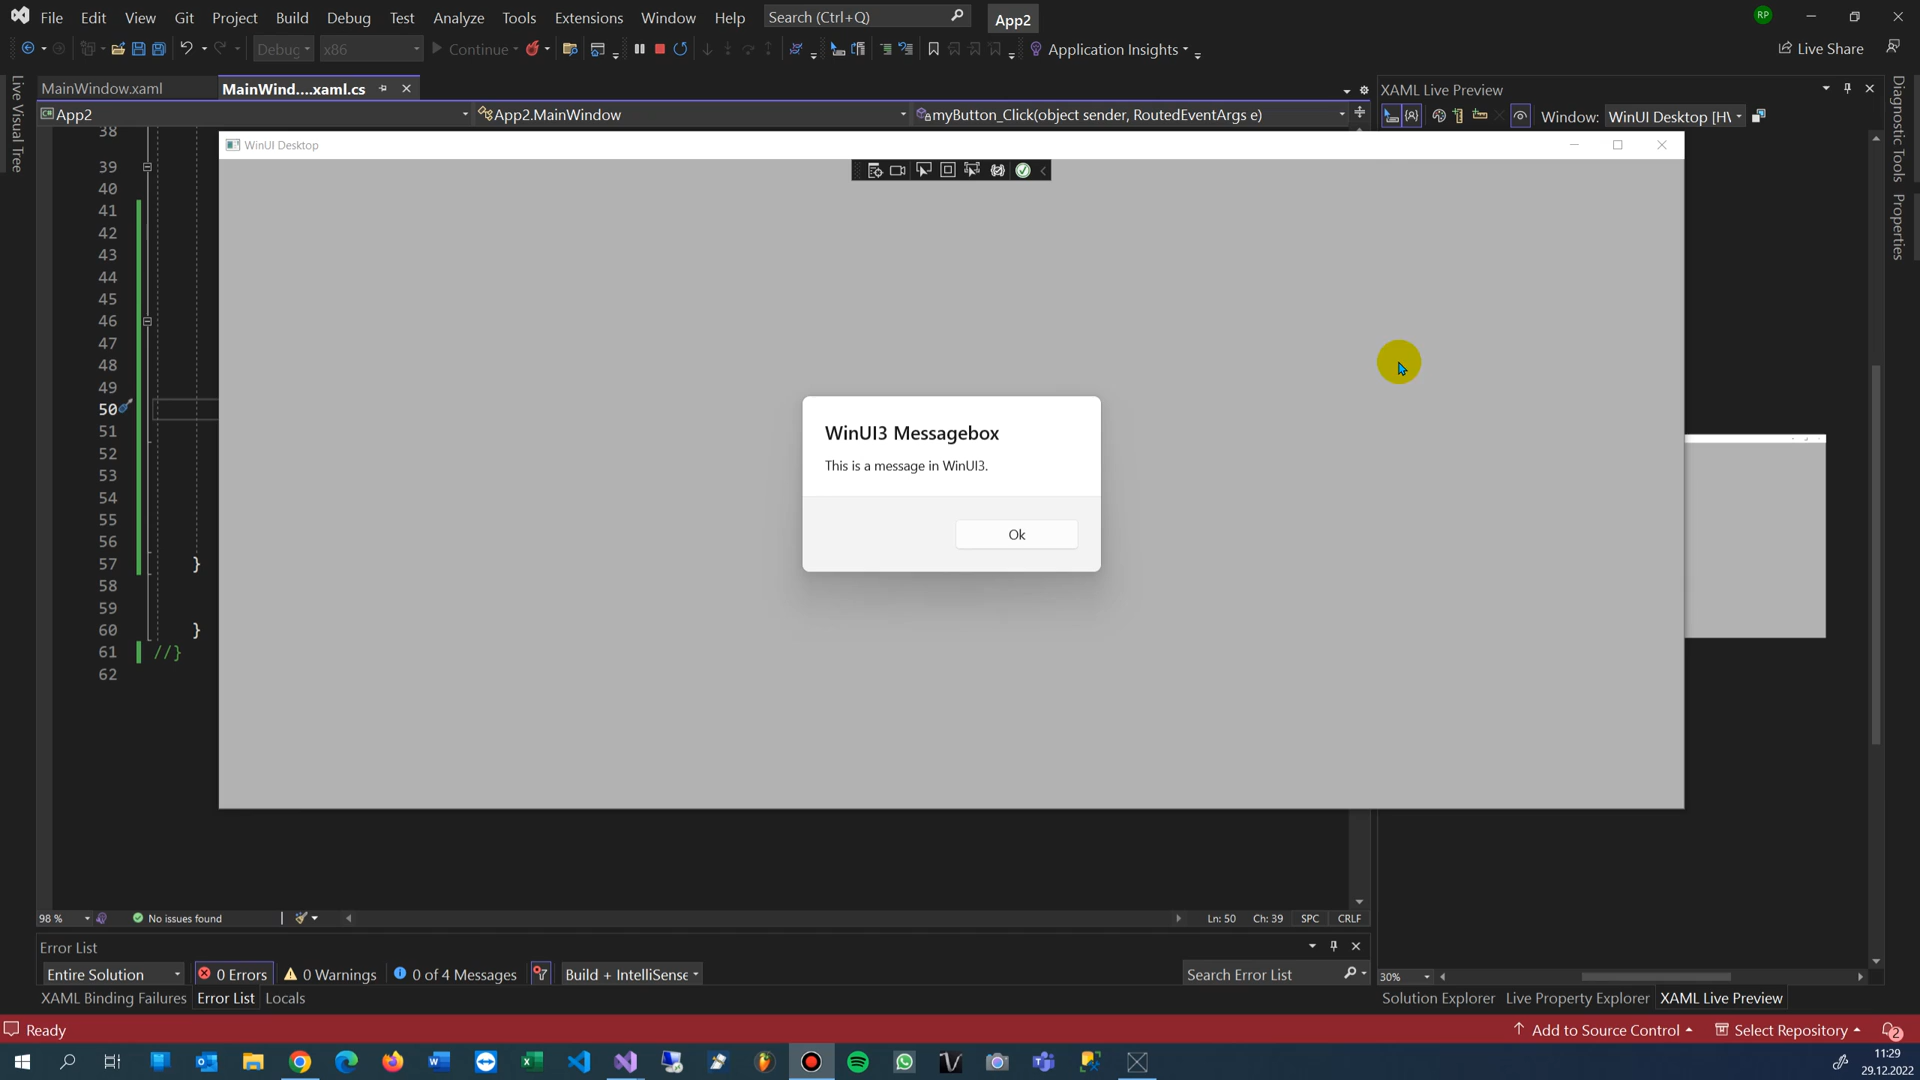 File Edit View Git Project Build Debug Test Analyze Tools Extensions Window Help Search (Ctrl+Q) App2 RP
Debug x86 Continue Application Insights Live Share
MainWindow.xaml MainWind....xaml.cs XAML Live Preview
App2 App2.MainWindow myButton_Click(object sender, RoutedEventArgs e) Window: WinUI Desktop [H
Live Visual Tree
Diagnostic Tools
Properties
WinUI Desktop
38
39
40
41
42
43
44
45
46
47
48
49
50
51
52
53
54
55
56
57 }
58
59
60 }
61 //}
62
WinUI3 Messagebox
This is a message in WinUI3.
Ok
98 % No issues found Ln: 50 Ch: 39 SPC CRLF
Error List
Entire Solution 0 Errors 0 Warnings 0 of 4 Messages Build + IntelliSense Search Error List 30%
XAML Binding Failures Error List Locals Solution Explorer Live Property Explorer XAML Live Preview
Ready Add to Source Control Select Repository 2
11:29
29.12.2022